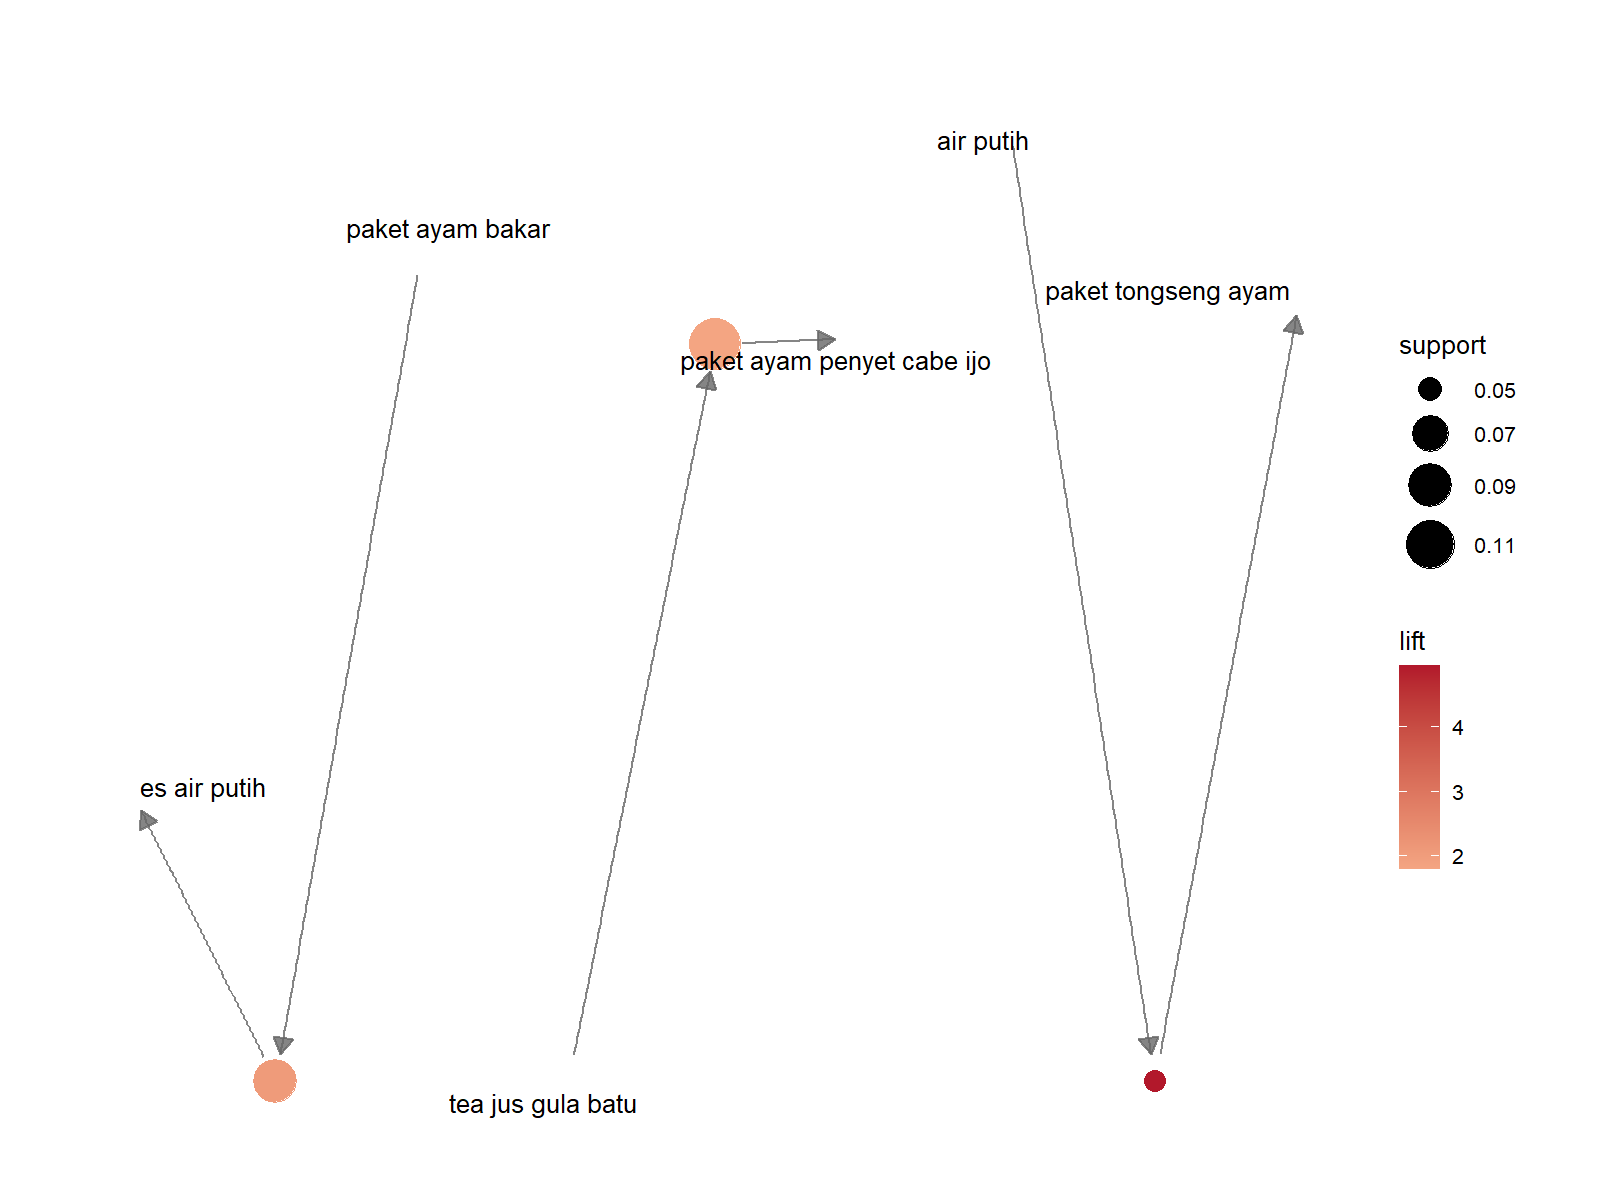 air putih
paket ayam bakar
paket tongseng ayam
paket ayam penyet cabe ijo
es air putih
tea jus gula batu
support
0.05
0.07
0.09
0.11
lift
4
3
2